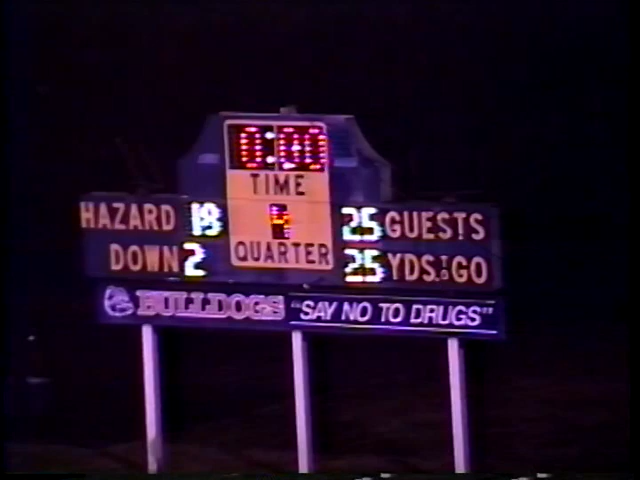 0:00
TIME
HAZARD 18 4 25 GUESTS
DOWN 2 QUARTER 25 YDS. TO GO
BULLDOGS "SAY NO TO DRUGS"